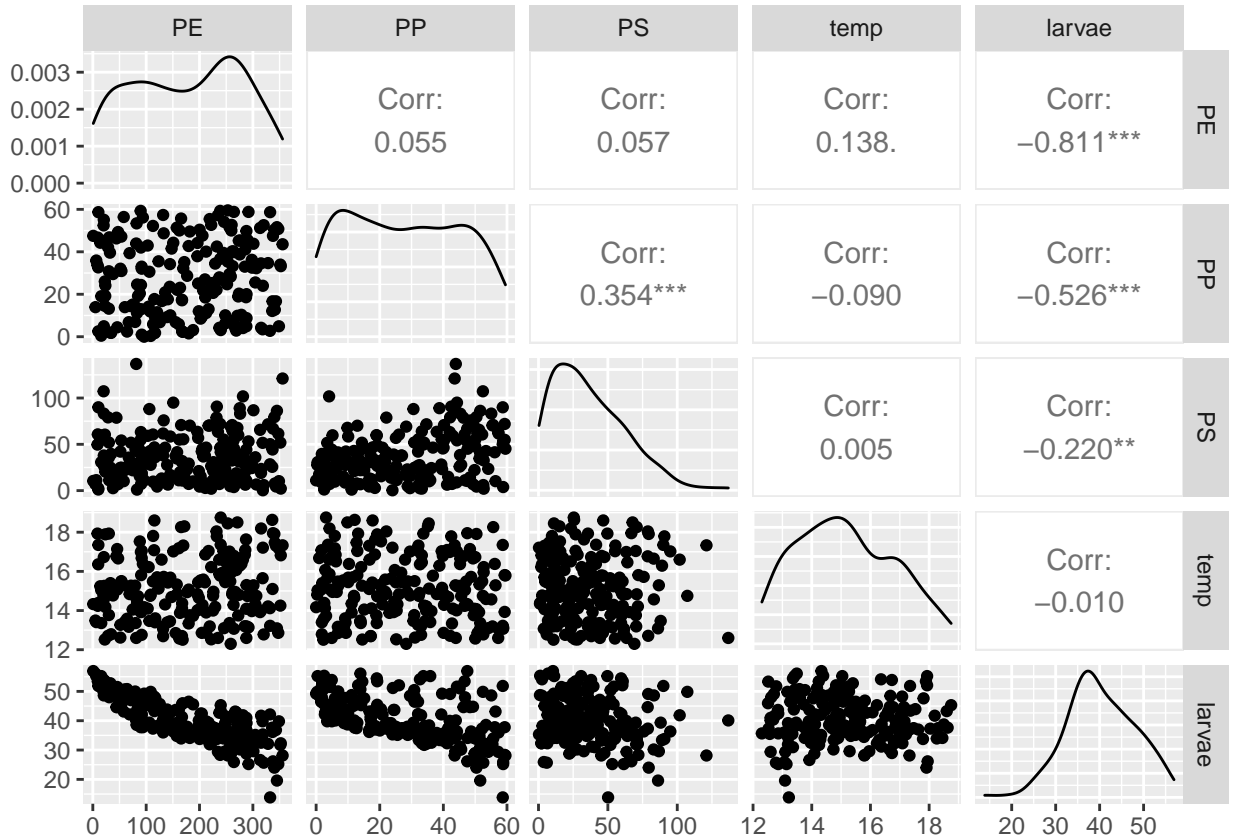 PE PP PS temp larvae
0.003
0.002
0.001
0.000
Corr:
0.055
Corr:
0.057
Corr:
0.138.
Corr:
−0.811***
PE
60
40
20
0
Corr:
0.354***
Corr:
−0.090
Corr:
−0.526***
PP
100
50
0
Corr:
0.005
Corr:
−0.220**
PS
18
16
14
12
Corr:
−0.010
temp
50
40
30
20
larvae
0 100 200 300 0 20 40 60 0 50 100 12 14 16 18 20 30 40 50